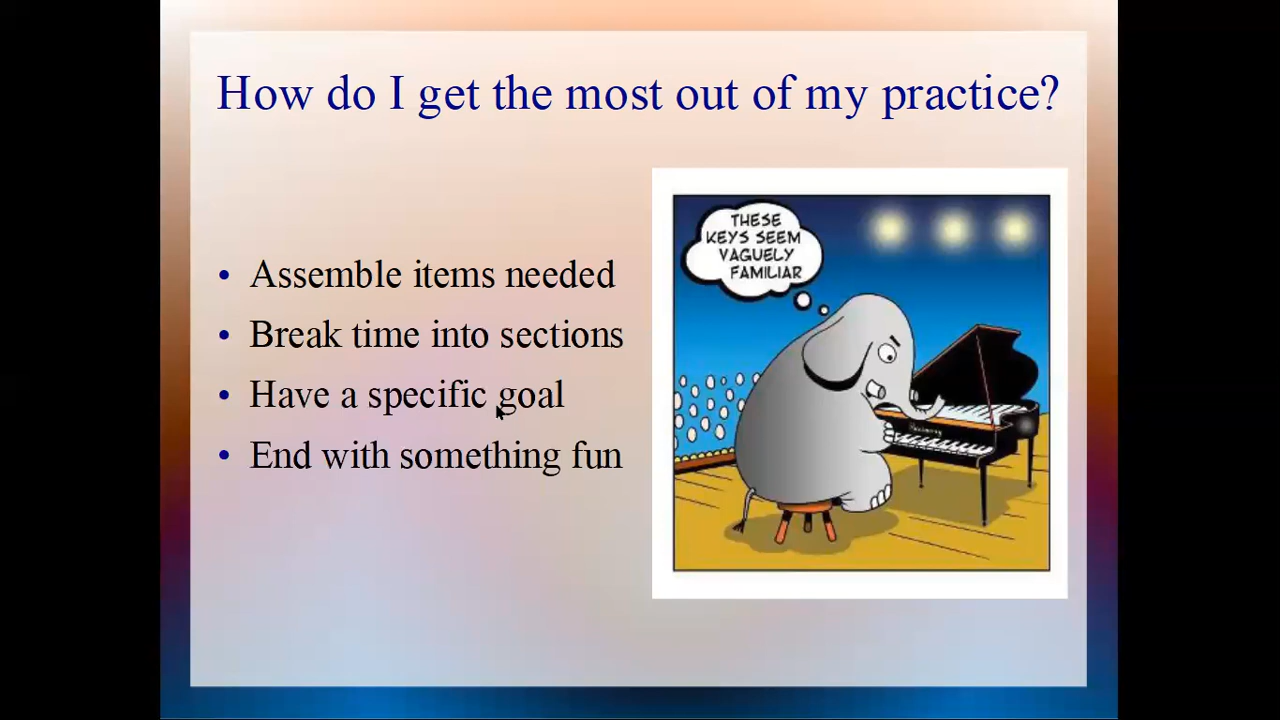 How do I get the most out of my practice?
• Assemble items needed
• Break time into sections
• Have a specific goal
• End with something fun
THESE
KEYS SEEM
VAGUELY
FAMILIAR